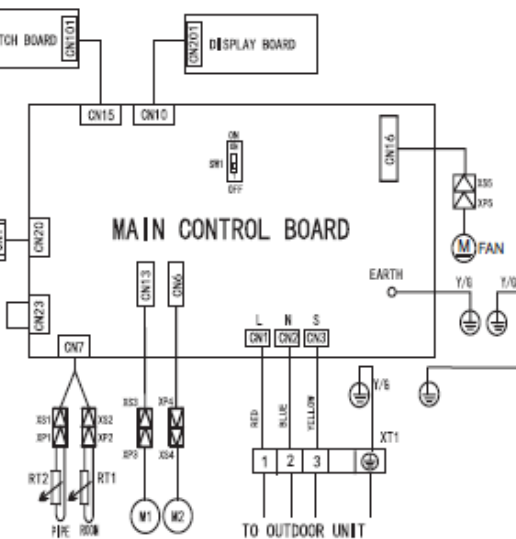 TCH BOARD
CN101
CN201
DISPLAY BOARD
CN15
CN10
ON
SW1
OFF
CN16
XS5
XP5
M
FAN
MAIN CONTROL BOARD
CN20
CN23
CN13
CN6
EARTH
Y/G
Y/G
L
N
S
CN1
CN2
CN3
CN7
RED
BLUE
YELLOW
Y/G
XS1
XS2
XP1
XP2
XS3
XP4
XP3
XS4
RT2
RT1
PIPE
ROOM
M1
M2
XT1
1
2
3
TO OUTDOOR UNIT